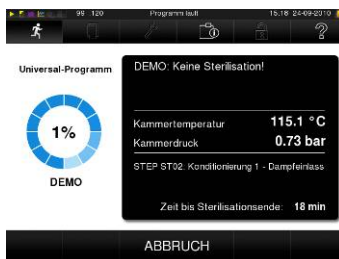 99 120 Programm läuft 15:18 24-09-2010
Universal-Programm
1%
DEMO
DEMO: Keine Sterilisation!
Kammertemperatur 115.1 °C
Kammerdruck 0.73 bar
STEP ST02: Konditionierung 1 - Dampfeinlass
Zeit bis Sterilisationsende: 18 min
ABBRUCH